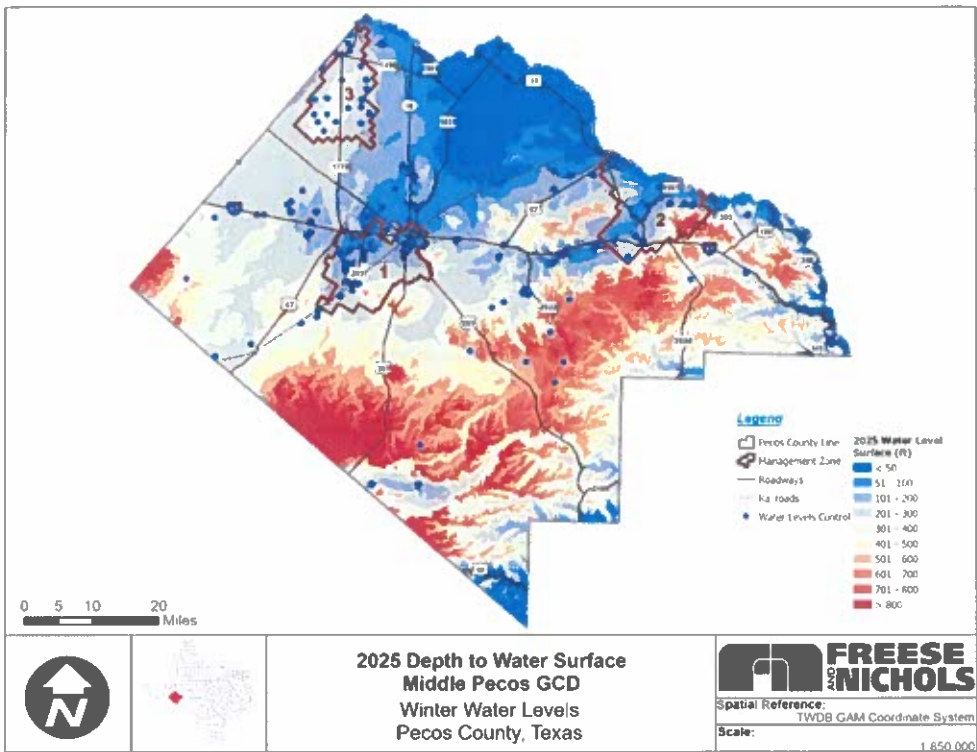 3
1
2
Legend
Pecos County Line
Management Zone
Roadways
Water Levels Control
2025 Water Level
Surface (ft)
< 50
51 - 100
101 - 200
201 - 300
301 - 400
401 - 500
501 - 600
601 - 700
701 - 800
> 800
0 5 10 20
Miles
N
2025 Depth to Water Surface
Middle Pecos GCD
Winter Water Levels
Pecos County, Texas
FREESE
AND
NICHOLS
Spatial Reference:
TWDB GAM Coordinate System
Scale:
1:850,000